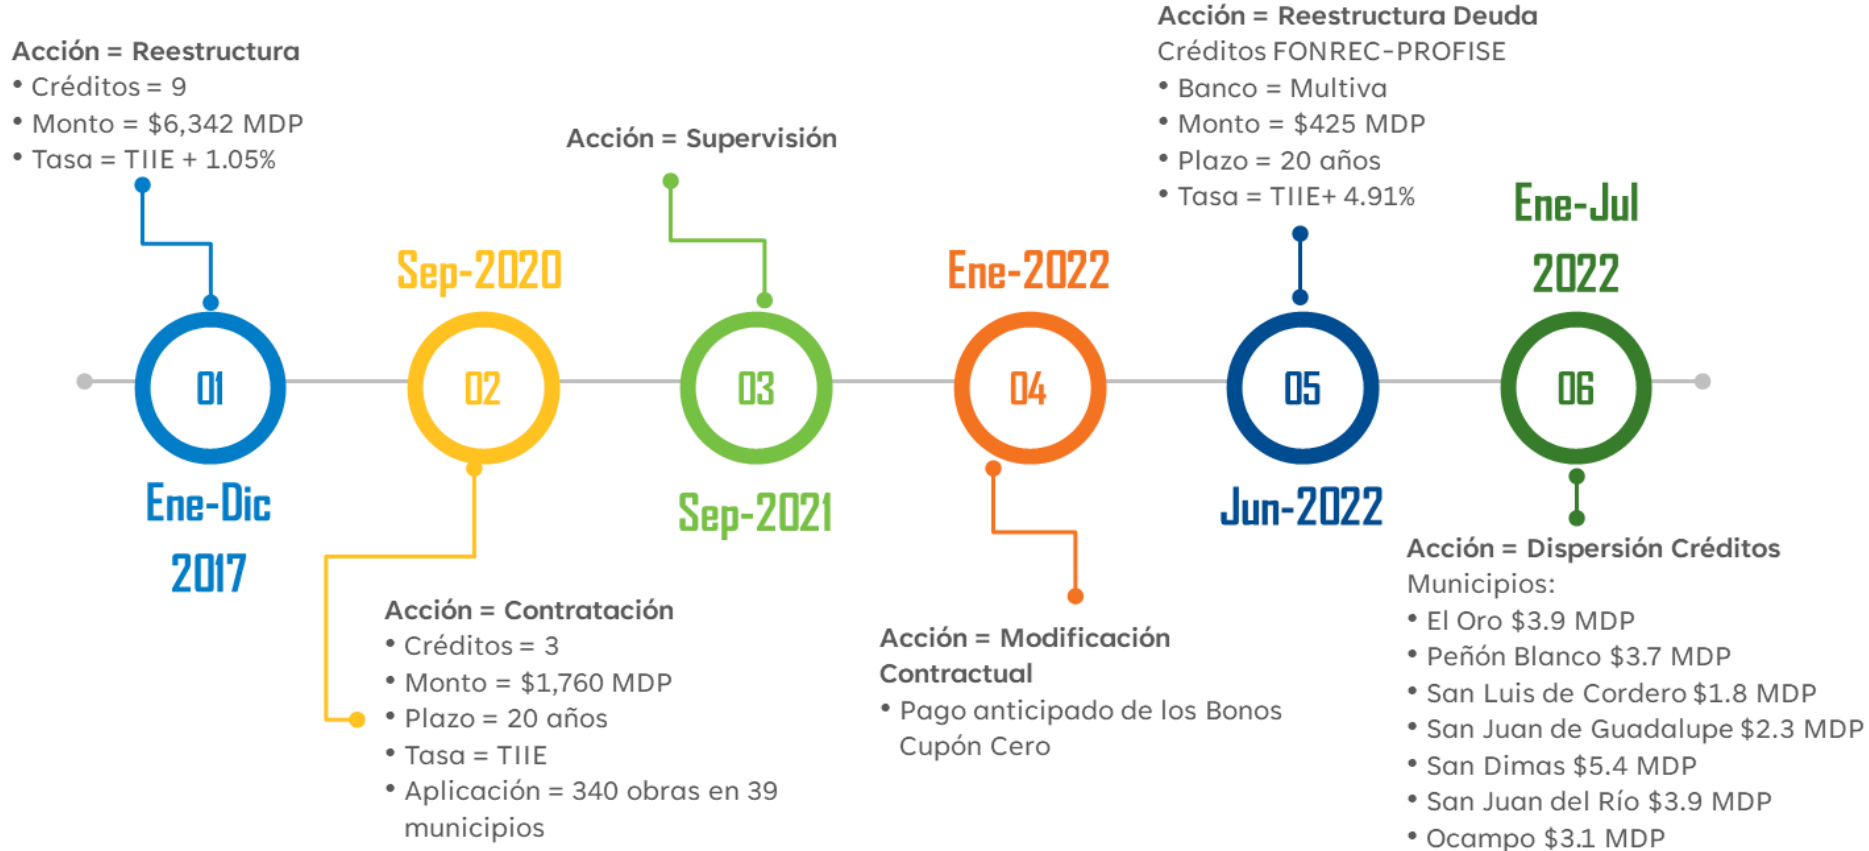 Acción = Reestructura
• Créditos = 9
• Monto = $6,342 MDP
• Tasa = TIIE + 1.05%
01
Ene-Dic
2017
Sep-2020
02
Acción = Contratación
• Créditos = 3
• Monto = $1,760 MDP
• Plazo = 20 años
• Tasa = TIIE
• Aplicación = 340 obras en 39
municipios
Acción = Supervisión
03
Sep-2021
Ene-2022
04
Acción = Modificación
Contractual
• Pago anticipado de los Bonos
Cupón Cero
Acción = Reestructura Deuda
Créditos FONREC-PROFISE
• Banco = Multiva
• Monto = $425 MDP
• Plazo = 20 años
• Tasa = TIIE+ 4.91%
05
Jun-2022
Ene-Jul
2022
06
Acción = Dispersión Créditos
Municipios:
• El Oro $3.9 MDP
• Peñón Blanco $3.7 MDP
• San Luis de Cordero $1.8 MDP
• San Juan de Guadalupe $2.3 MDP
• San Dimas $5.4 MDP
• San Juan del Río $3.9 MDP
• Ocampo $3.1 MDP